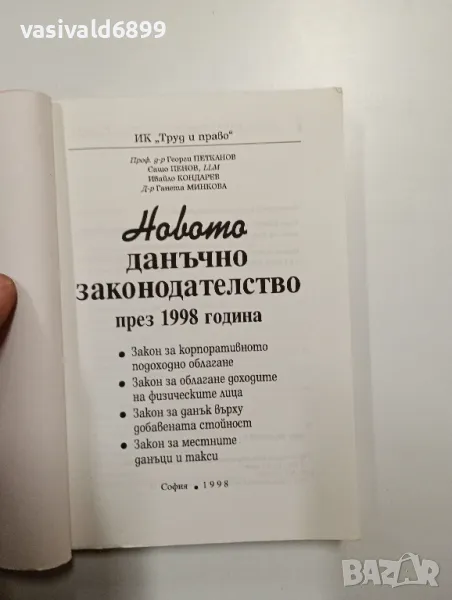 vasivald6899
ИК „Труд и право“
Проф. д-р Георги ПЕТКАНОВ
Сашо ПЕНОВ, LLM
Ивайло КОНДАРЕВ
Д-р Ганета МИНКОВА
Новото
данъчно
законодателство
през 1998 година
• Закон за корпоративното
подоходно облагане
• Закон за облагане доходите
на физическите лица
• Закон за данък върху
добавената стойност
• Закон за местните
данъци и такси
София • 1998
BAZAR